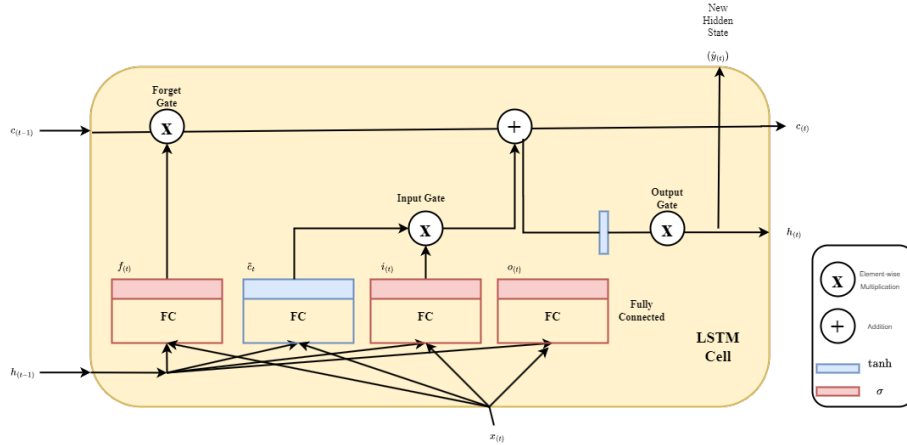 New
Hidden
State
(ŷ(t))
Forget
Gate
c(t-1)
X
+
c(t)
Input Gate
Output
Gate
X
X
h(t)
f(t)
c̃t
i(t)
o(t)
FC
FC
FC
FC
Fully
Connected
LSTM
Cell
h(t-1)
x(t)
X
Element-wise
Multiplication
+
Addition
tanh
σ